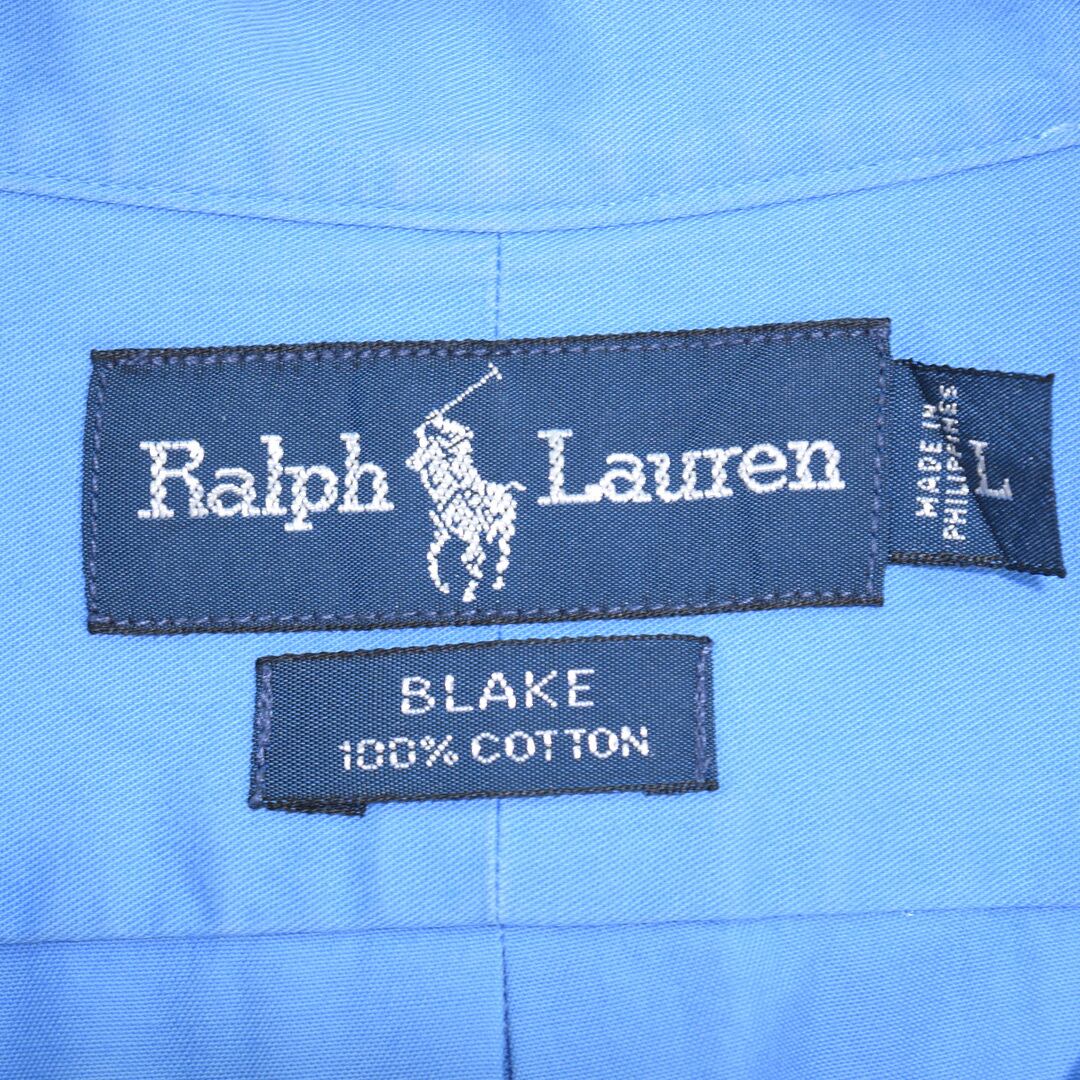 Ralph Lauren
MADE IN
PHILIPPINES
L
BLAKE
100% COTTON